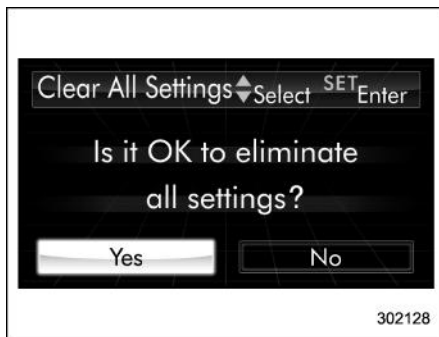 Clear All Settings Select SET Enter
Is it OK to eliminate
all settings?
Yes No
302128